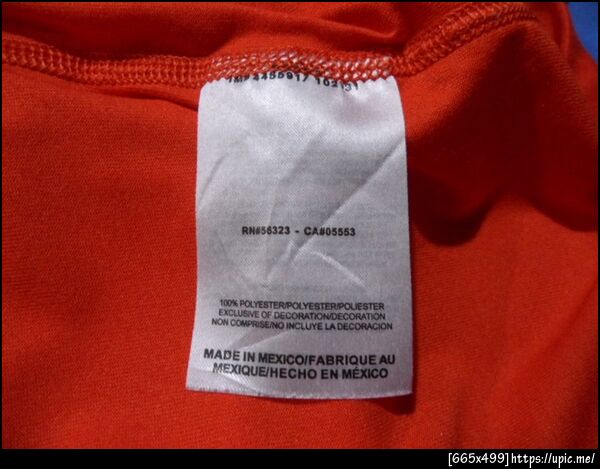 RN#56323 - CA#05553
100% POLYESTER/POLYESTER/POLIESTER
EXCLUSIVE OF DECORATION/DECORATION
NON COMPRISE/NO INCLUYE LA DECORACION
MADE IN MEXICO/FABRIQUE AU
MEXIQUE/HECHO EN MÉXICO
[665x499]https://upic.me/